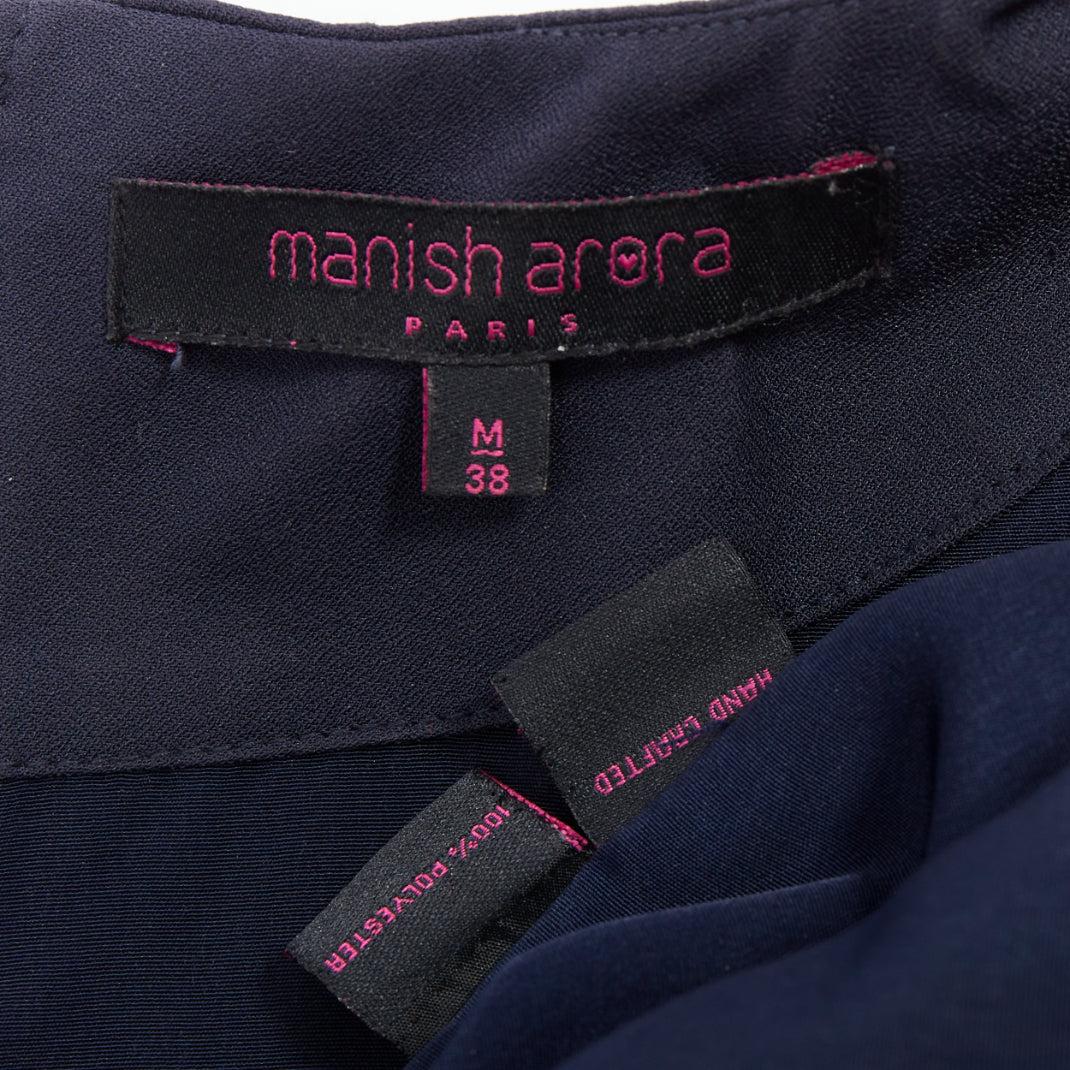 manish arora
PARIS
M
38
HAND CRAFTED
100% POLYESTER